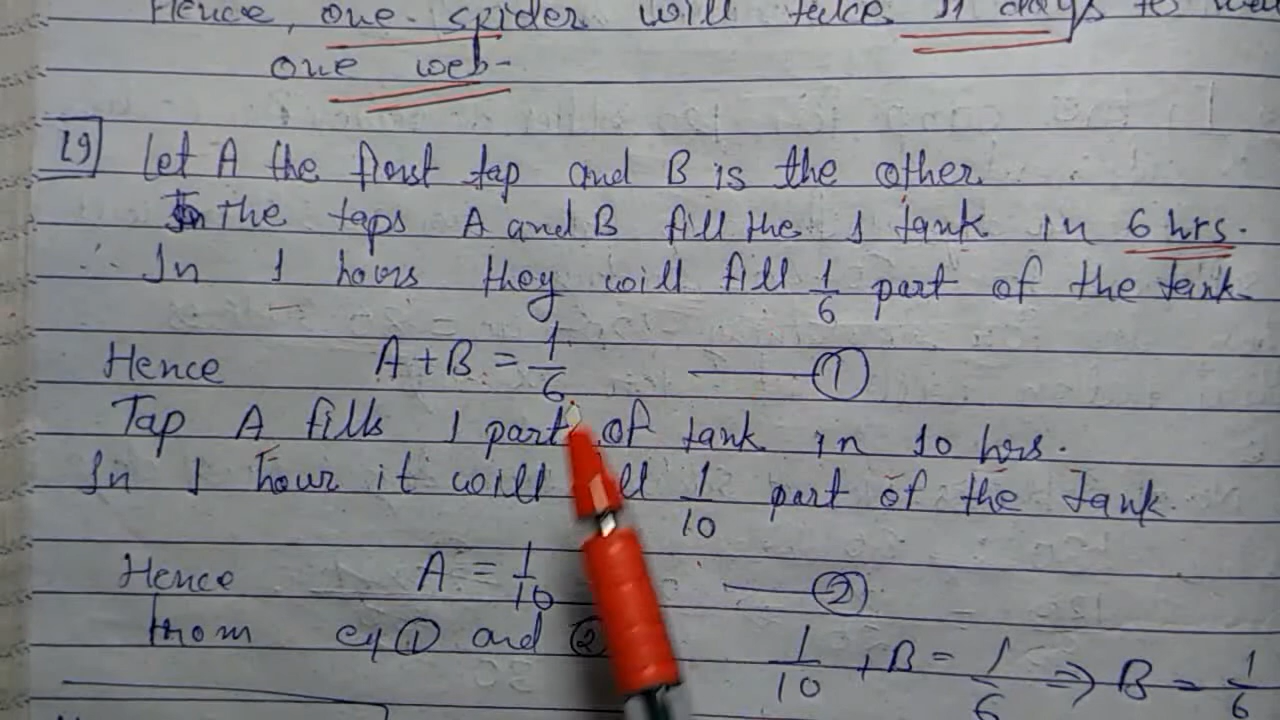 Hence, one spider will take 11 days to
one web-
19 Let A the first tap and B is the other.
the taps A and B fill the 1 tank in 6 hrs.
∴ In 1 hours they will fill 1/6 part of the tank.
Hence A + B = 1/6 —— ①
Tap A fills 1 part of tank in 10 hrs.
In 1 hour it will 1/10 part of the tank.
Hence A = 1/10 —— ②
from eq ① and ② 1/10 + B = 1/6 ⇒ B = 1/6